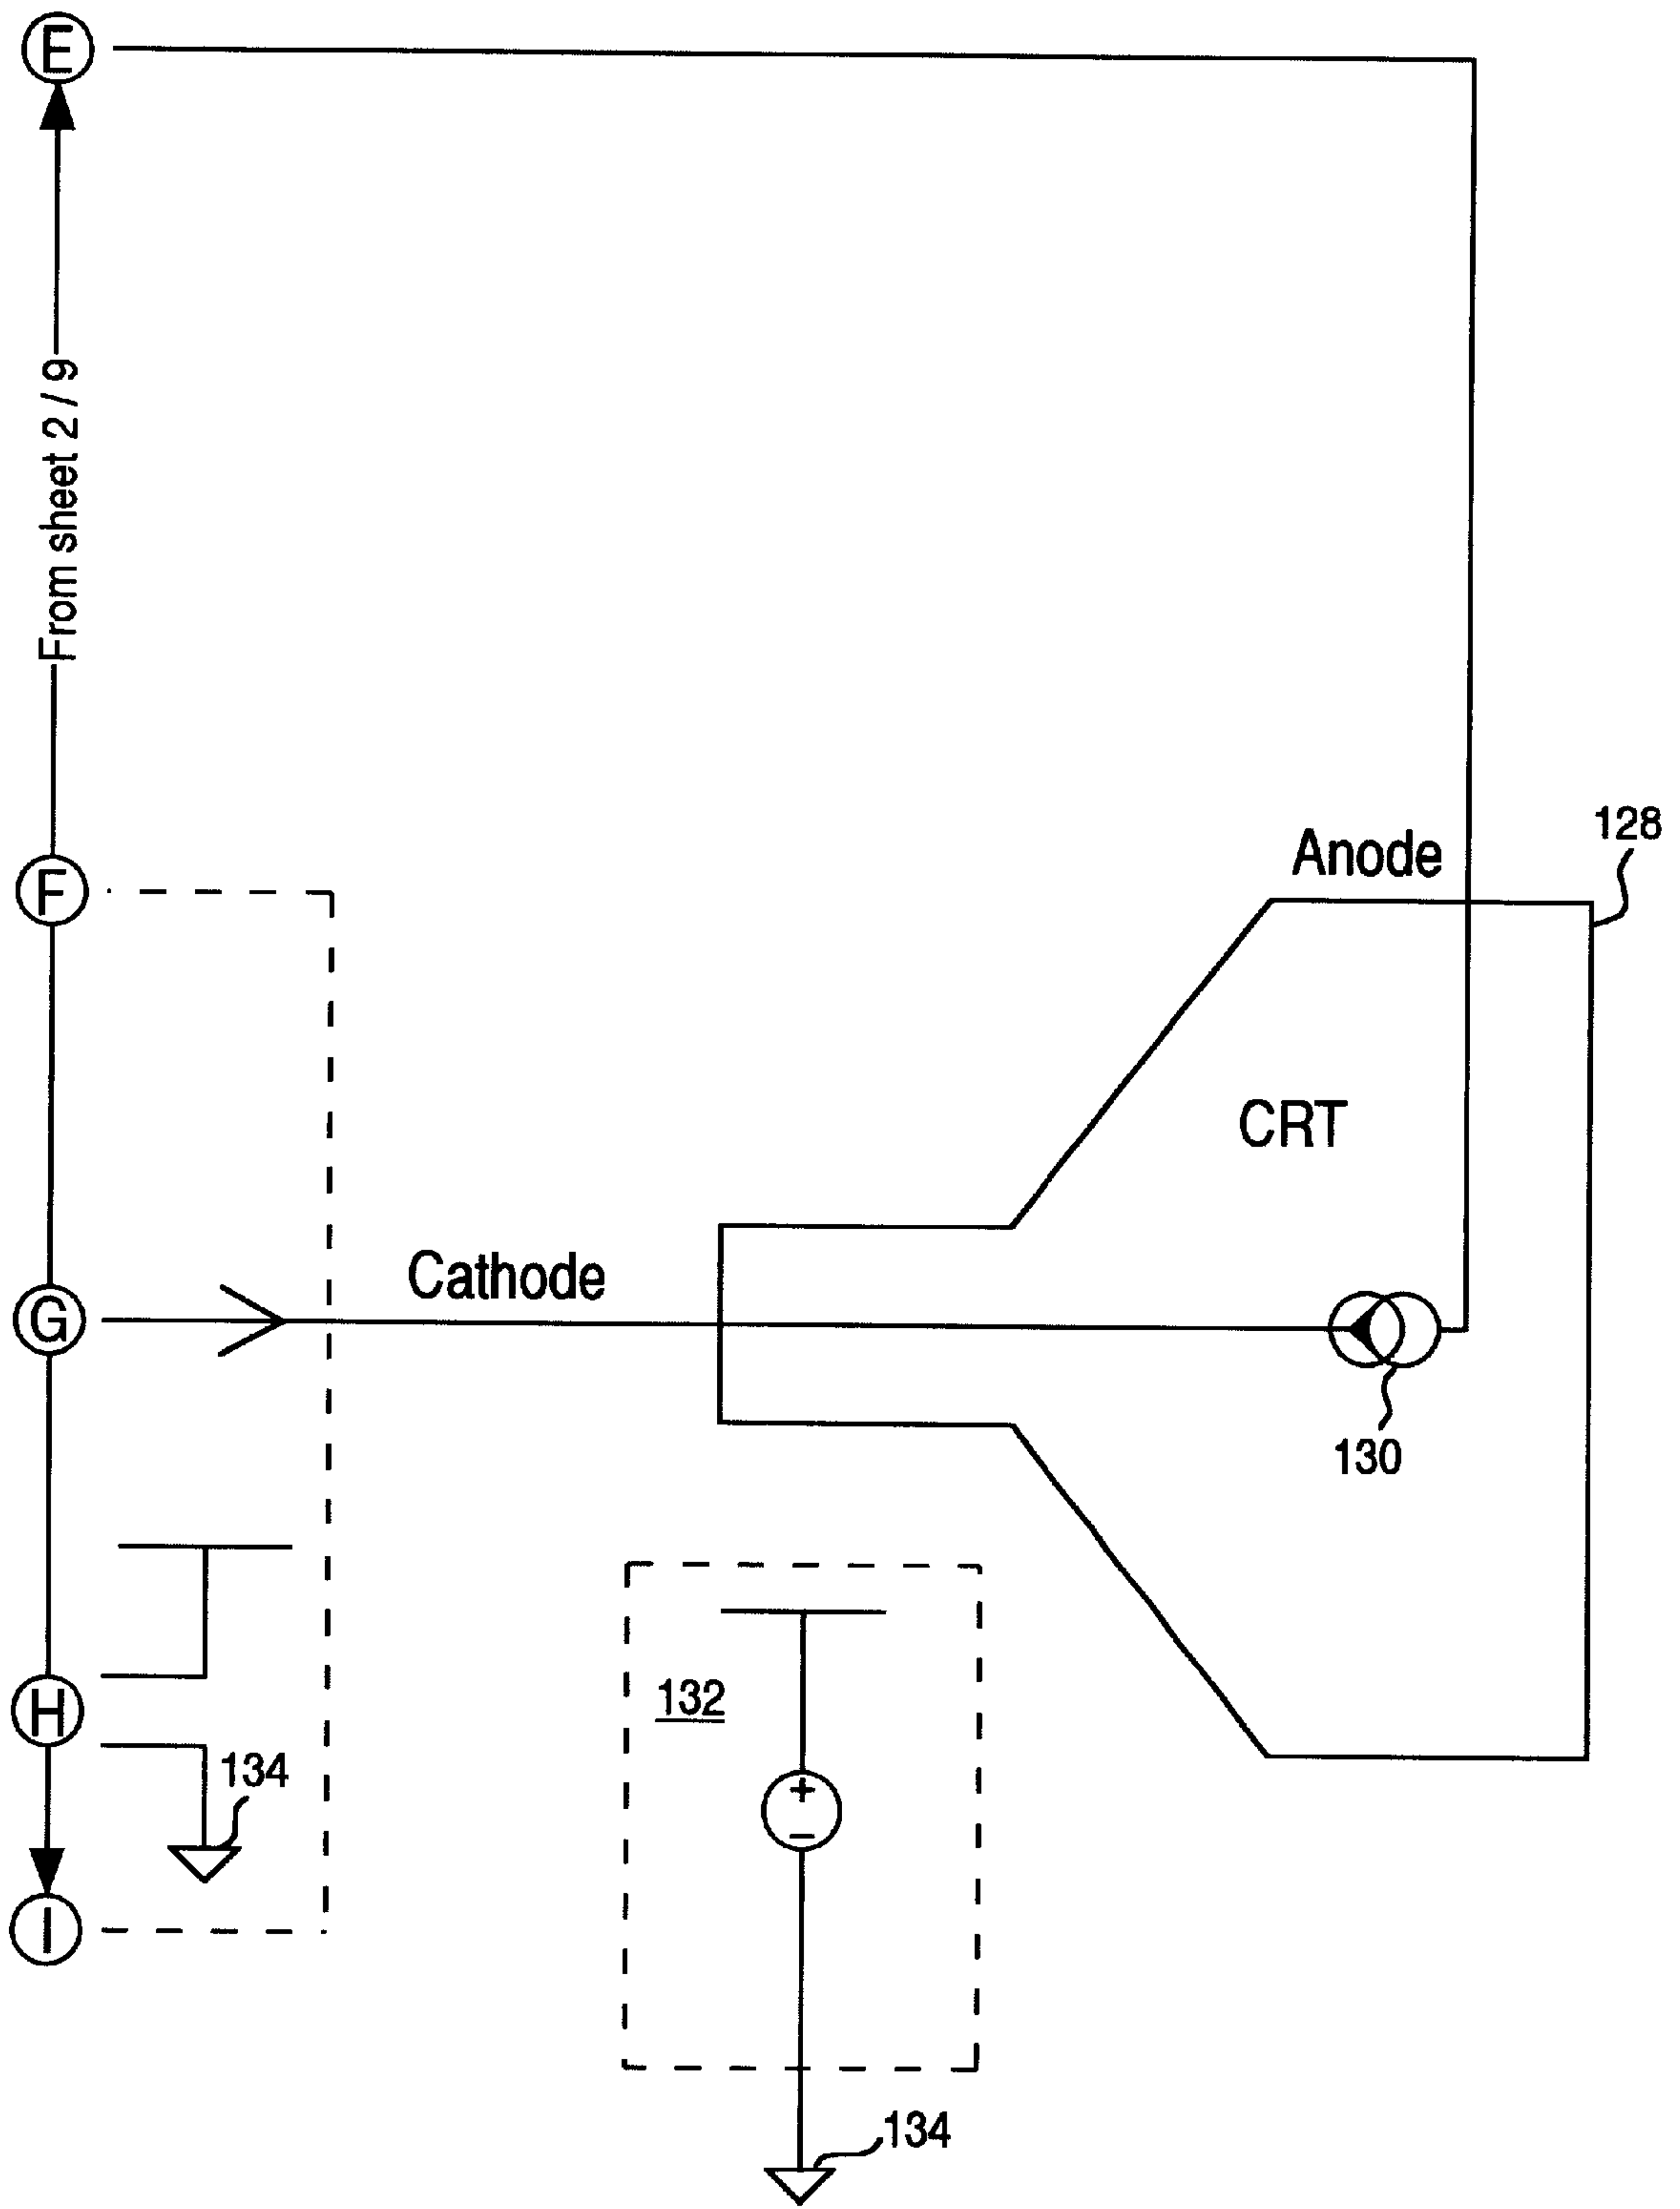 E
From sheet 2 / 9
F
128
Anode
CRT
Cathode
G
130
132
H
134
I
134